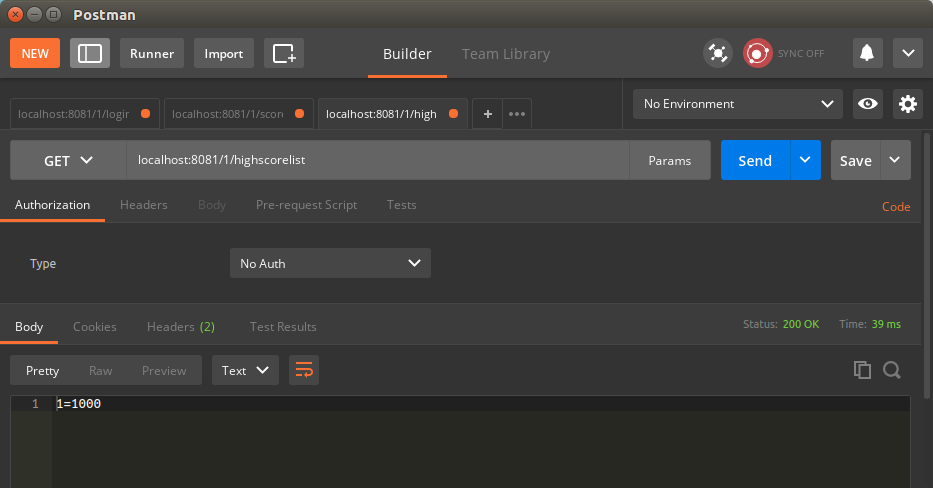 Postman
NEW Runner Import Builder Team Library SYNC OFF
localhost:8081/1/login localhost:8081/1/score localhost:8081/1/high + ••• No Environment
GET localhost:8081/1/highscorelist Params Send Save
Authorization Headers Body Pre-request Script Tests Code
Type No Auth
Body Cookies Headers (2) Test Results Status: 200 OK Time: 39 ms
Pretty Raw Preview Text
1 1=1000